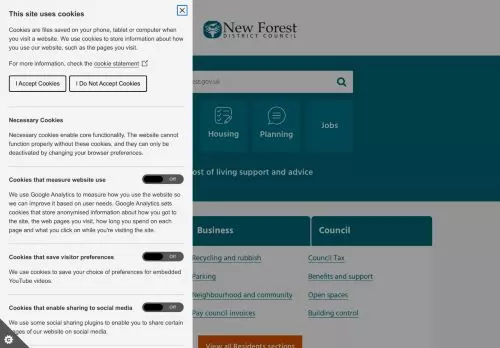 This site uses cookies
Cookies are files saved on your phone, tablet or computer when
you visit a website. We use cookies to store information about how
you use our website, such as the pages you visit.
For more information, check the cookie statement
I Accept Cookies
I Do Not Accept Cookies
Necessary Cookies
Necessary cookies enable core functionality. The website cannot
function properly without these cookies, and they can only be
deactivated by changing your browser preferences.
Cookies that measure website use
Off
We use Google Analytics to measure how you use the website so
we can improve it based on user needs. Google Analytics sets
cookies that store anonymised information about how you got to
the site, the web pages you visit, how long you spend on each
page and what you click on while you're visiting the site.
Cookies that save visitor preferences
Off
We use cookies to save your choice of preferences for embedded
YouTube videos.
Cookies that enable sharing to social media
Off
We use some social sharing plugins to enable you to share certain
pages of our website on social media.
New Forest
DISTRICT COUNCIL
est.gov.uk
Housing
Planning
Jobs
ost of living support and advice
Business
Council
Recycling and rubbish
Council Tax
Parking
Benefits and support
Neighbourhood and community
Open spaces
Pay council invoices
Building control
View all Residents sections